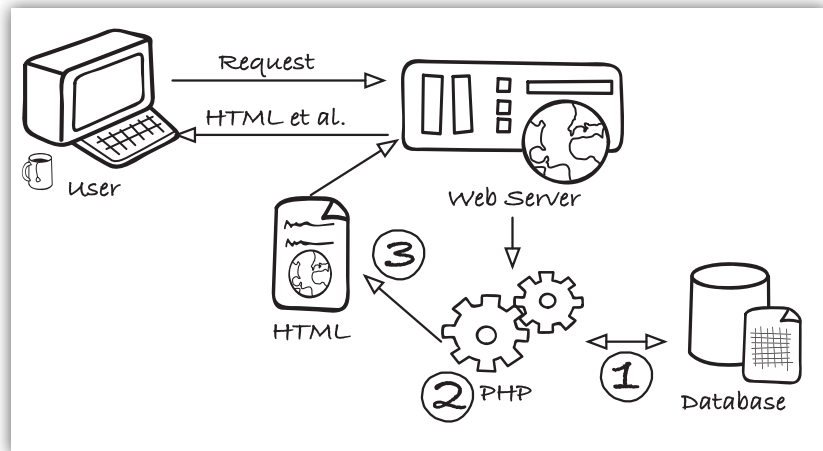 Request
HTML et al.
User
Web Server
3
HTML
2
PHP
1
Database